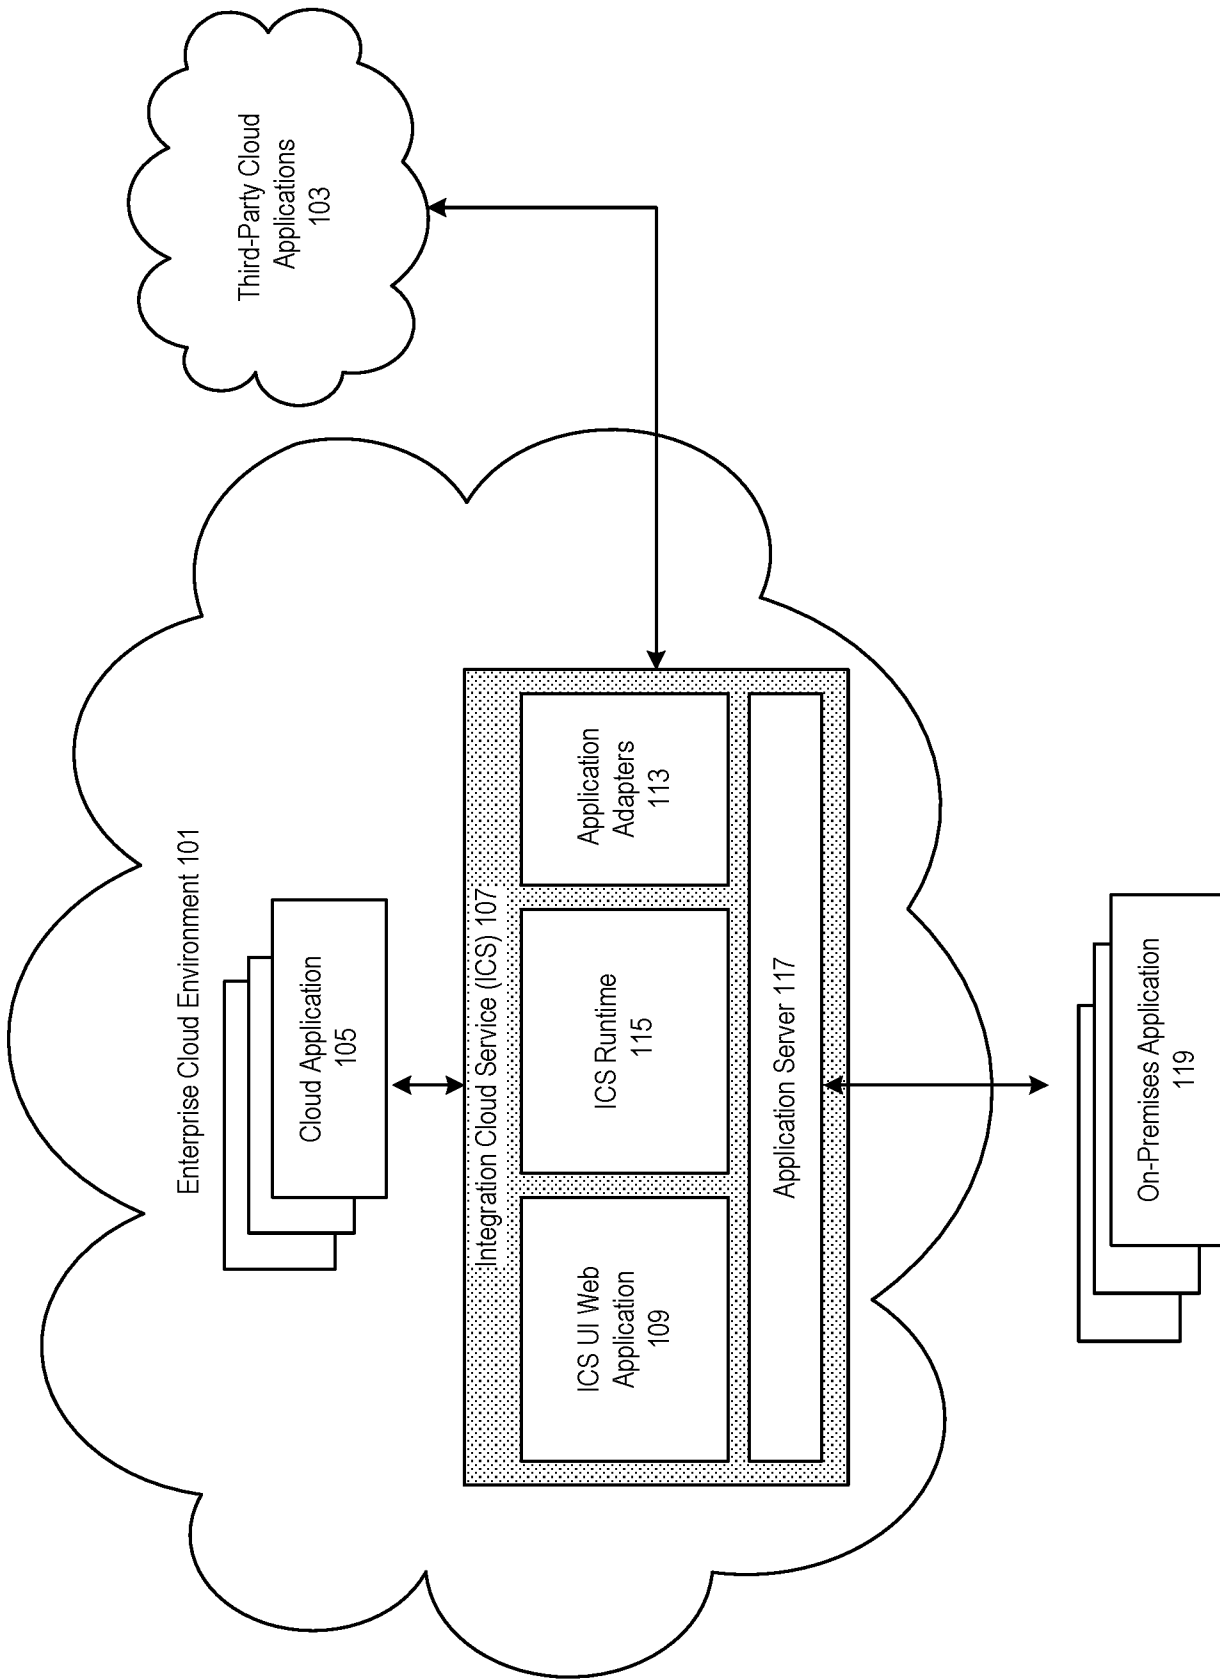 Third-Party Cloud
Applications
103
Enterprise Cloud Environment 101
Cloud Application
105
Integration Cloud Service (ICS) 107
ICS UI Web
Application
109
ICS Runtime
115
Application
Adapters
113
Application Server 117
On-Premises Application
119